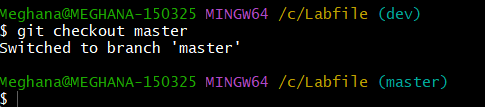 Meghana@MEGHANA-150325 MINGW64 /c/Labfile (dev)
$ git checkout master
Switched to branch 'master'
Meghana@MEGHANA-150325 MINGW64 /c/Labfile (master)
$